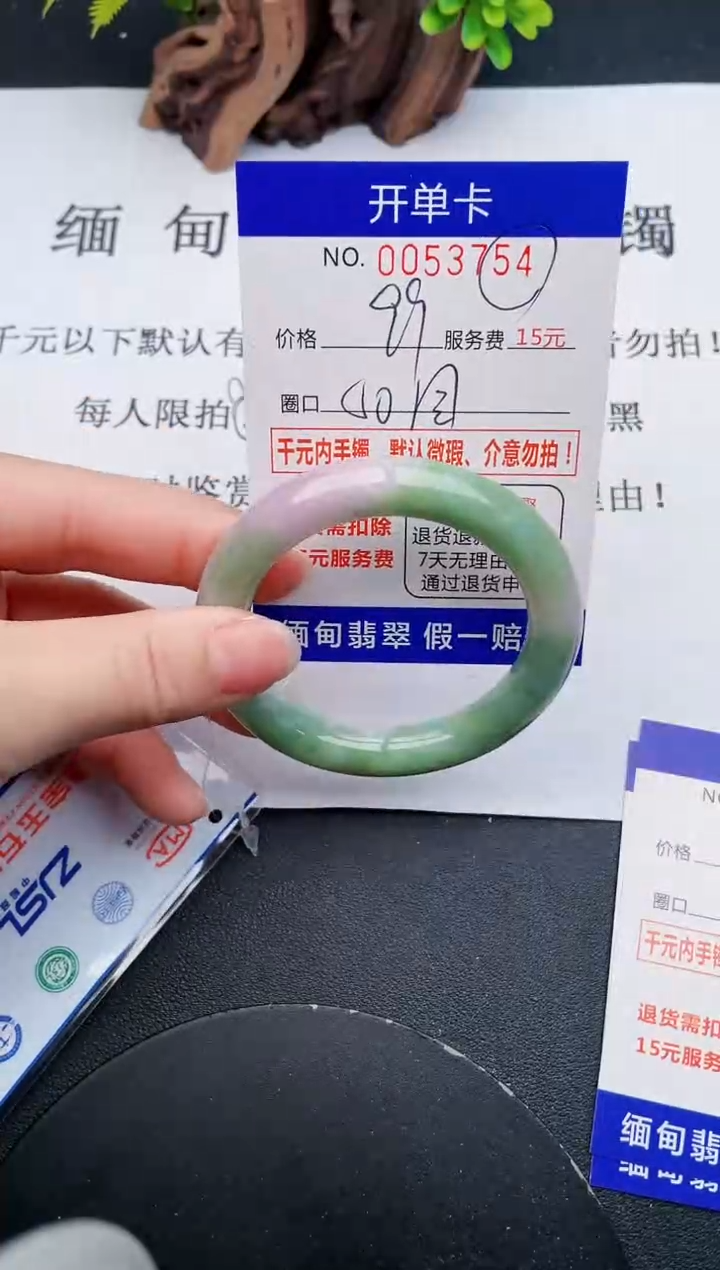 开单卡
缅甸 镯
NO. 0053754
价格 99 服务费 15元
千元以下默认有 勿拍！
圈口
每人限拍 黑
千元内手镯、默认微瑕、介意勿拍！
鉴赏 理由！
需扣除
元服务费
退货退
7天无理由
通过退货申
缅甸翡翠 假一赔
ZJSL
价格
圈口
千元内手镯
退货需扣
15元服务
缅甸翡